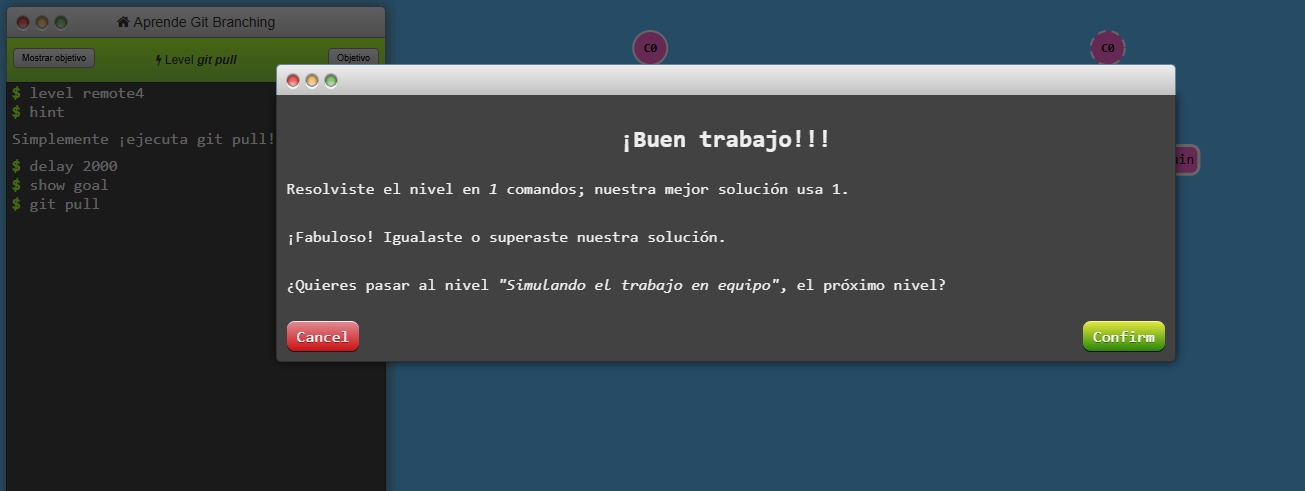 Aprende Git Branching
Mostrar objetivo
Level git pull
Objetivo
$ level remote4
$ hint
Simplemente ¡ejecuta git pull!
$ delay 2000
$ show goal
$ git pull
C0
C0
¡Buen trabajo!!!
Resolviste el nivel en 1 comandos; nuestra mejor solución usa 1.
¡Fabuloso! Igualaste o superaste nuestra solución.
¿Quieres pasar al nivel "Simulando el trabajo en equipo", el próximo nivel?
Cancel
Confirm